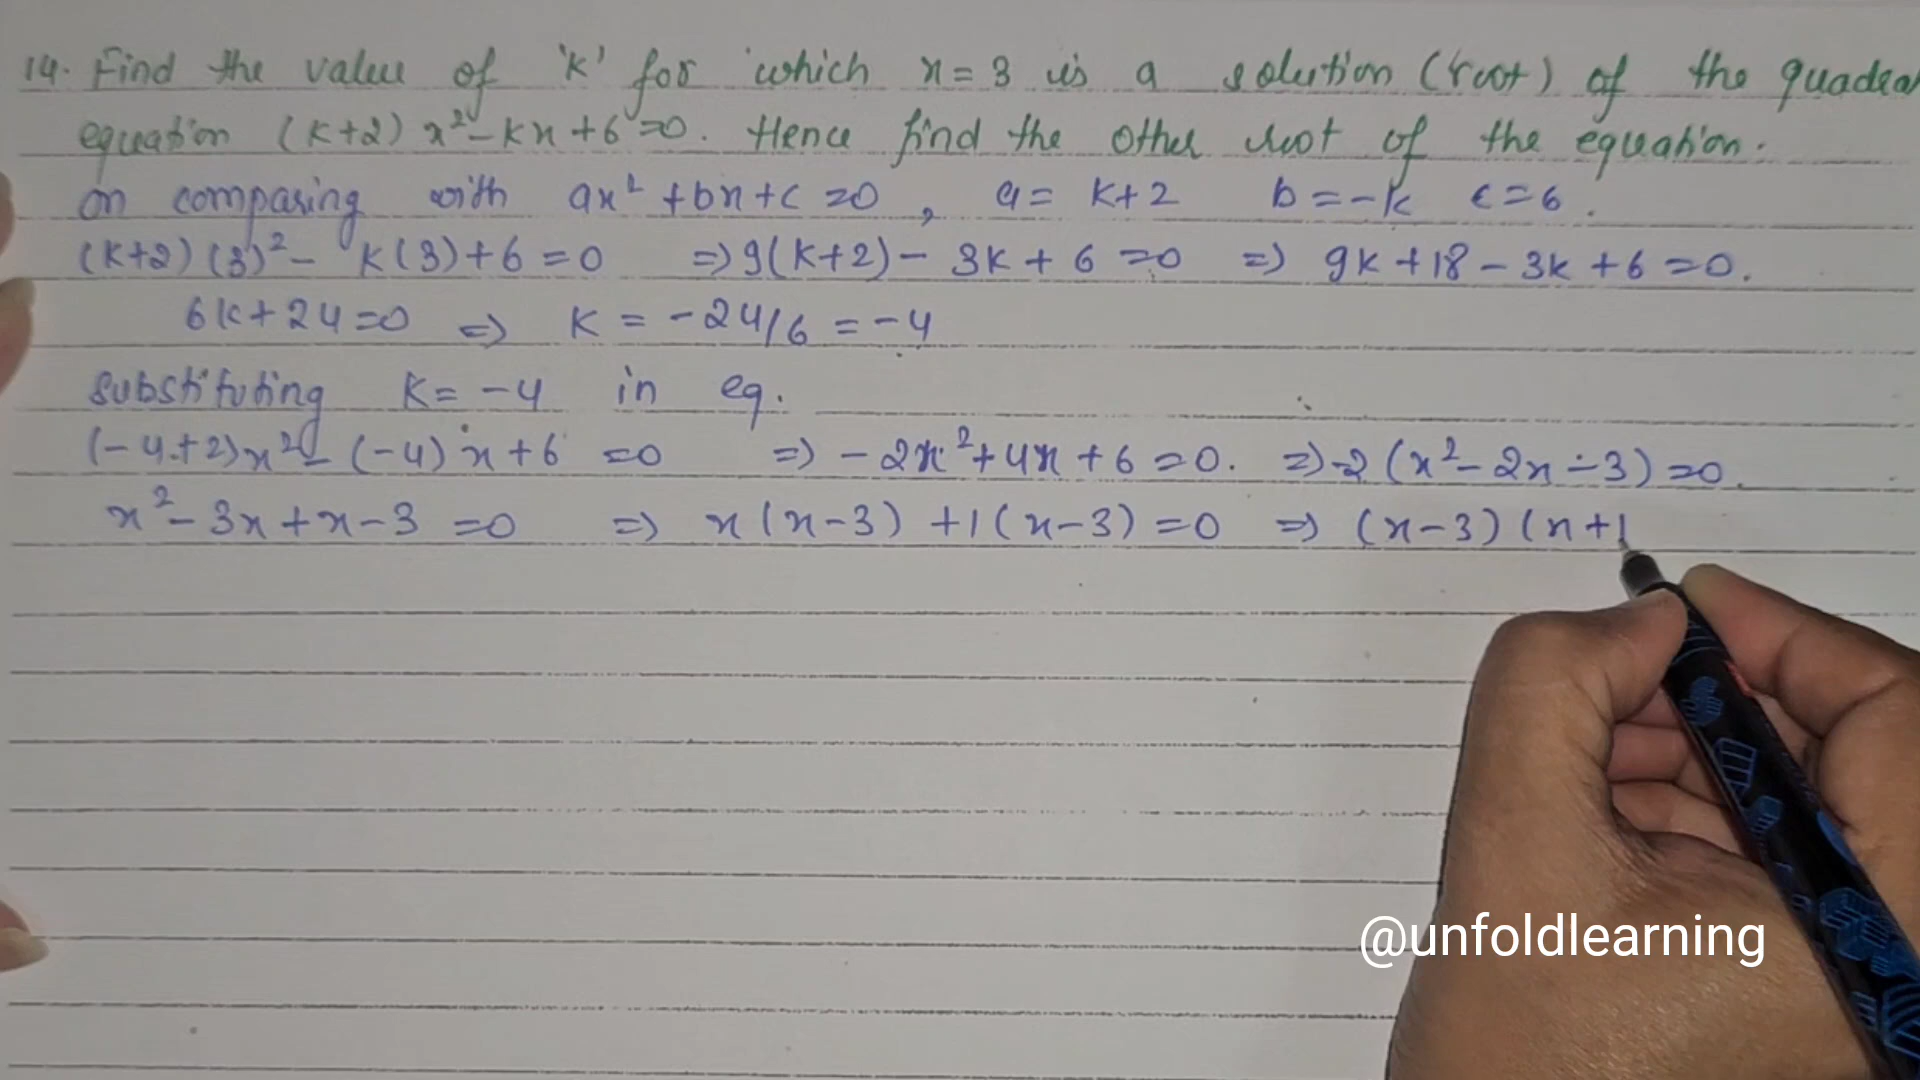 14. Find the value of 'k' for which x = 3 is a solution (root) of the quadra
equation (k+2) x² - kx + 6 = 0. Hence find the other root of the equation.
on comparing with ax² + bx + c = 0 , a = k+2 b = -k c = 6 .
(k+2) (3)² - k(3) + 6 = 0 => 9(k+2) - 3k + 6 = 0 => 9k + 18 - 3k + 6 = 0.
6k + 24 = 0 => k = -24/6 = -4
substituting k = -4 in eq.
(-4+2)x² - (-4)x + 6 = 0 => -2x² + 4x + 6 = 0. => -2 (x² - 2x - 3) = 0.
x² - 3x + x - 3 = 0 => x(x-3) + 1(x-3) = 0 => (x-3) (x+1
@unfoldlearning